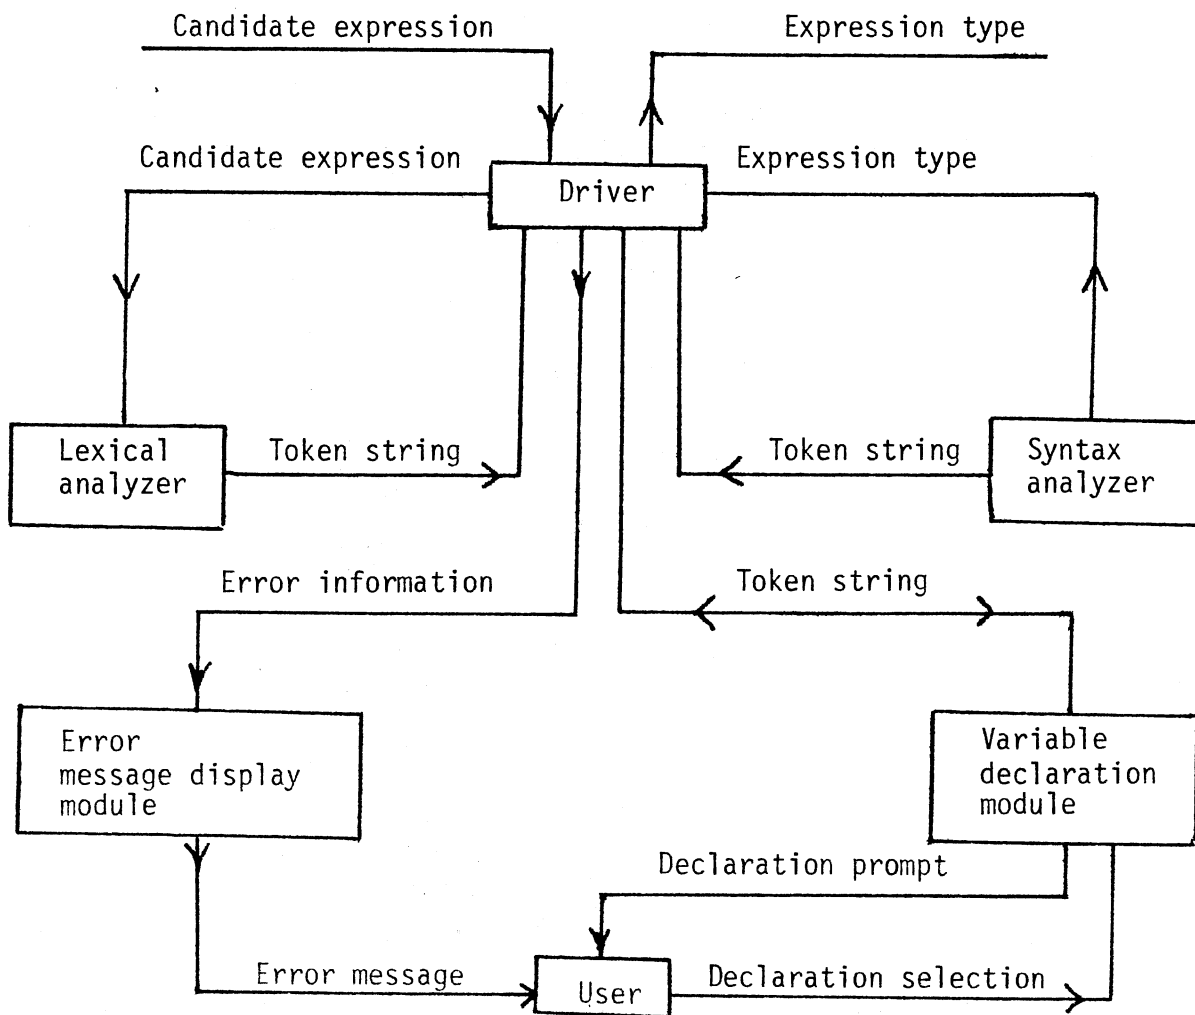 Candidate expression
Expression type
Candidate expression
Expression type
Driver
Lexical
analyzer
Token string
Token string
Syntax
analyzer
Error information
Token string
Error
message display
module
Variable
declaration
module
Declaration prompt
Error message
User
Declaration selection